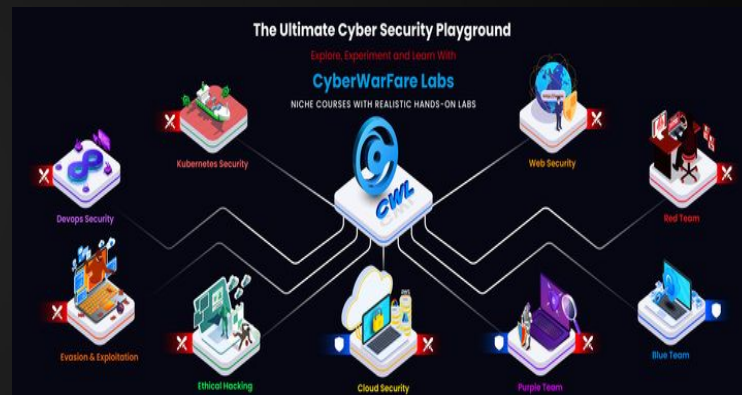 The Ultimate Cyber Security Playground
Explore, Experiment and Learn With
CyberWarFare Labs
NICHE COURSES WITH REALISTIC HANDS-ON LABS
Kubernetes Security
Web Security
CWL
Devops Security
Red Team
Evasion & Exploitation
Ethical Hacking
Cloud Security
Purple Team
Blue Team